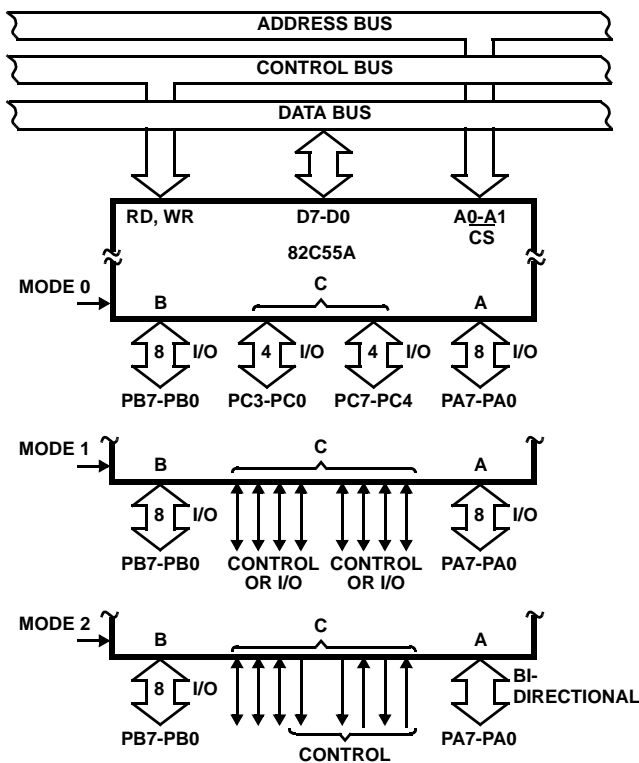 ADDRESS BUS
CONTROL BUS
DATA BUS
RD, WR D7-D0 A0-A1
CS
82C55A
MODE 0
B C A
8 I/O 4 I/O 4 I/O 8 I/O
PB7-PB0 PC3-PC0 PC7-PC4 PA7-PA0
MODE 1
B C A
8 I/O 8 I/O
PB7-PB0 CONTROL OR I/O CONTROL OR I/O PA7-PA0
MODE 2
B C A
8 I/O BI-DIRECTIONAL
PB7-PB0 CONTROL PA7-PA0